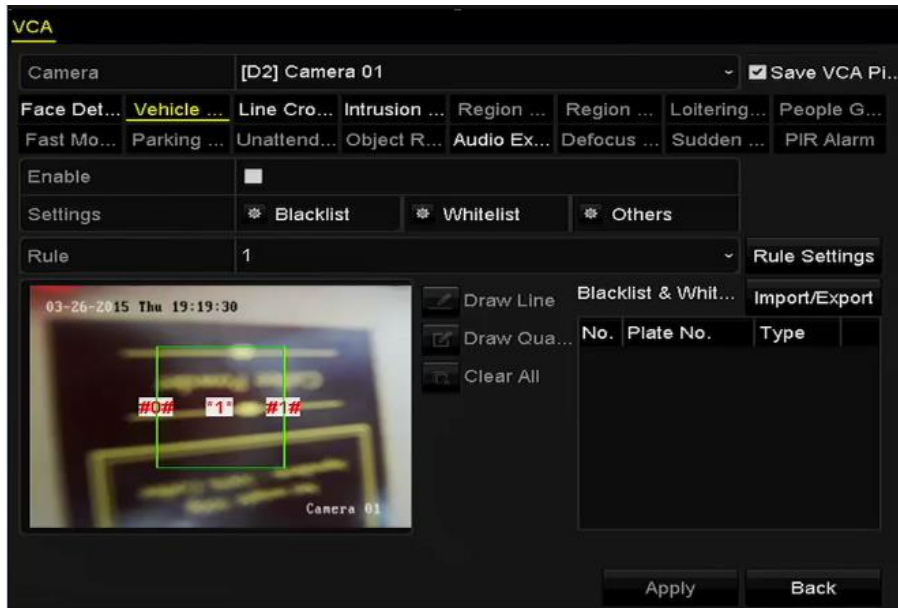 VCA
Camera [D2] Camera 01 Save VCA Pi..
Face Det... Vehicle ... Line Cro... Intrusion ... Region ... Region ... Loitering... People G...
Fast Mo... Parking ... Unattend... Object R... Audio Ex... Defocus ... Sudden ... PIR Alarm
Enable
Settings Blacklist Whitelist Others
Rule 1 Rule Settings
03-26-2015 Thu 19:19:30 Draw Line Blacklist & Whit... Import/Export
Draw Qua... No. Plate No. Type
Clear All
#0# *1* #1#
Camera 01
Apply Back